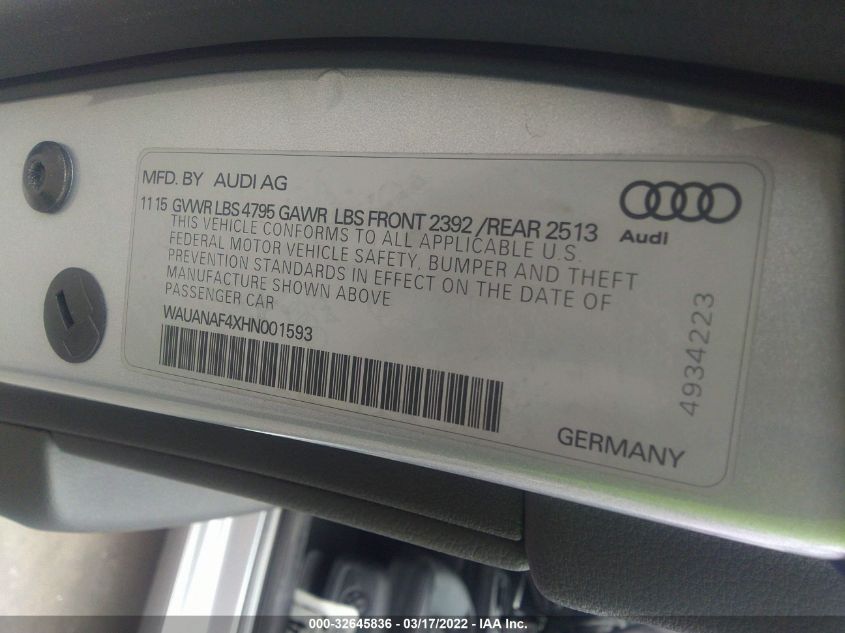 MFD. BY AUDI AG
1115 GVWR LBS 4795 GAWR LBS FRONT 2392 /REAR 2513
THIS VEHICLE CONFORMS TO ALL APPLICABLE U.S.
FEDERAL MOTOR VEHICLE SAFETY, BUMPER AND THEFT
PREVENTION STANDARDS IN EFFECT ON THE DATE OF
MANUFACTURE SHOWN ABOVE
PASSENGER CAR
WAUANAF4XHN001593
Audi
4934223
GERMANY
000-32645836 - 03/17/2022 - IAA Inc.